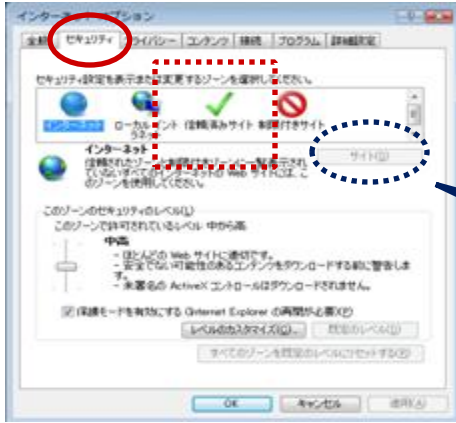 インターネット オプション
全般 セキュリティ プライバシー コンテンツ 接続 プログラム 詳細設定
セキュリティ設定を表示または変更するゾーンを選択してください。
インターネット ローカル イントラネット 信頼済みサイト 制限付きサイト
インターネット
サイト(S)
このゾーンのセキュリティのレベル(L)
このゾーンで許可されているレベル: 中から高
中高
- ほとんどの Web サイトに適切です。
- 安全でない可能性のあるコンテンツをダウンロードする前に警告しま
す。
- 未署名の ActiveX コントロールはダウンロードされません。
保護モードを有効にする (Internet Explorer の再開が必要)(P)
レベルのカスタマイズ(C)... 既定のレベル(D)
すべてのゾーンを既定のレベルにリセットする(R)
OK キャンセル 適用(A)